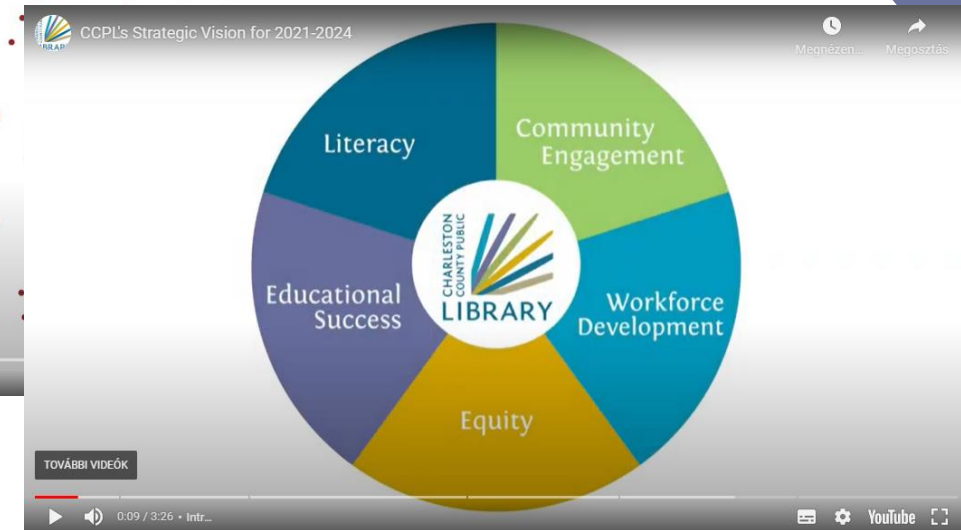 CCPL's Strategic Vision for 2021-2024
Megnézen...
Megosztás
Literacy
Community
Engagement
Educational
Success
CHARLESTON
COUNTY PUBLIC
LIBRARY
Workforce
Development
Equity
TOVÁBBI VIDEÓK
0:09 / 3:26 • Intr...
YouTube